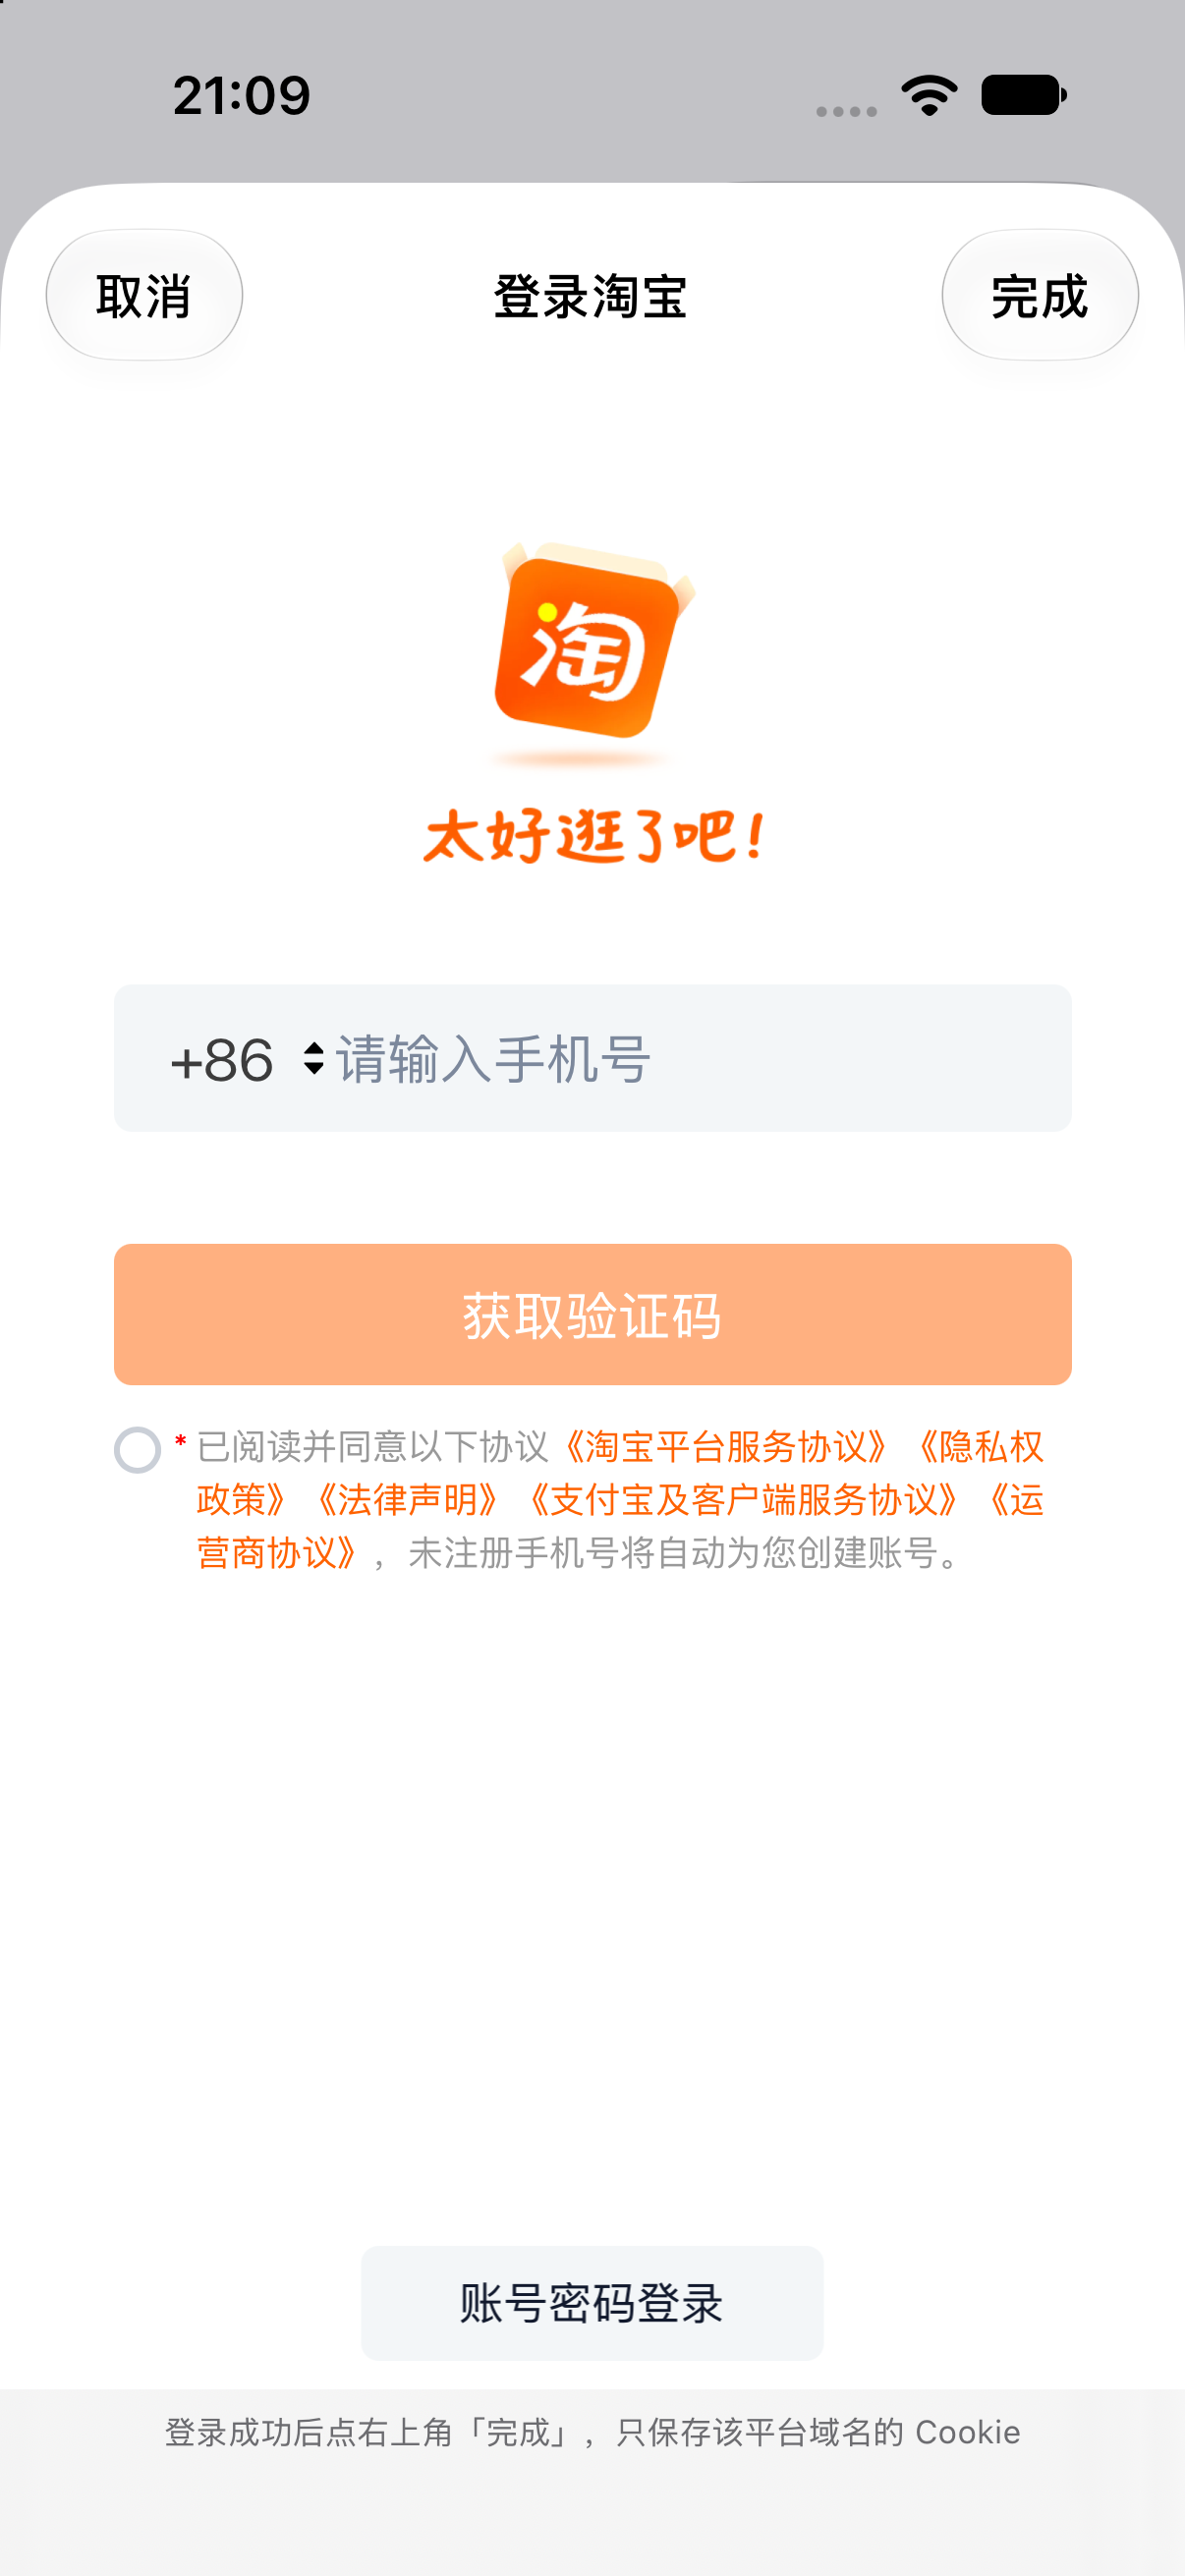 21:09
取消
登录淘宝
完成
淘
太好逛了吧!
+86 请输入手机号
获取验证码
* 已阅读并同意以下协议《淘宝平台服务协议》《隐私权
政策》《法律声明》《支付宝及客户端服务协议》《运
营商协议》，未注册手机号将自动为您创建账号。
账号密码登录
登录成功后点右上角「完成」，只保存该平台域名的 Cookie